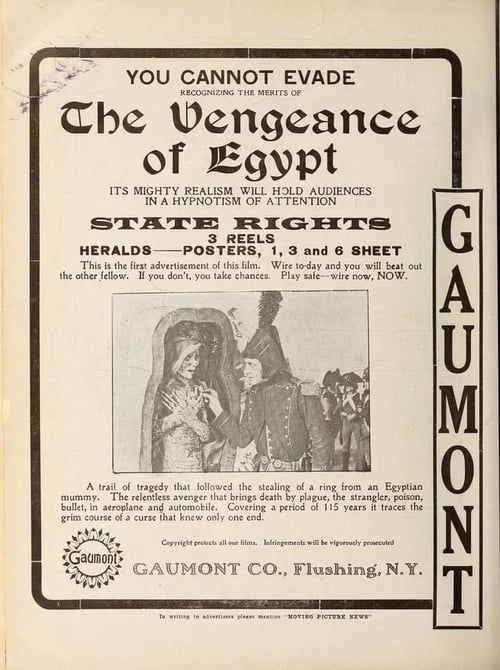 YOU CANNOT EVADE
RECOGNIZING THE MERITS OF
The Vengeance
of Egypt
ITS MIGHTY REALISM WILL HOLD AUDIENCES
IN A HYPNOTISM OF ATTENTION
STATE RIGHTS
3 REELS
HERALDS—POSTERS, 1, 3 and 6 SHEET
This is the first advertisement of this film. Wire to-day and you will beat out
the other fellow. If you don't, you take chances. Play safe—wire now, NOW.
GAUMONT
A trail of tragedy that followed the stealing of a ring from an Egyptian
mummy. The relentless avenger that brings death by plague, the strangler, poison,
bullet, in aeroplane and automobile. Covering a period of 115 years it traces the
grim course of a curse that knew only one end.
Copyright protects all our films. Infringements will be vigorously prosecuted
Gaumont
GAUMONT CO., Flushing, N.Y.
In writing to advertisers please mention "MOVING PICTURE NEWS"